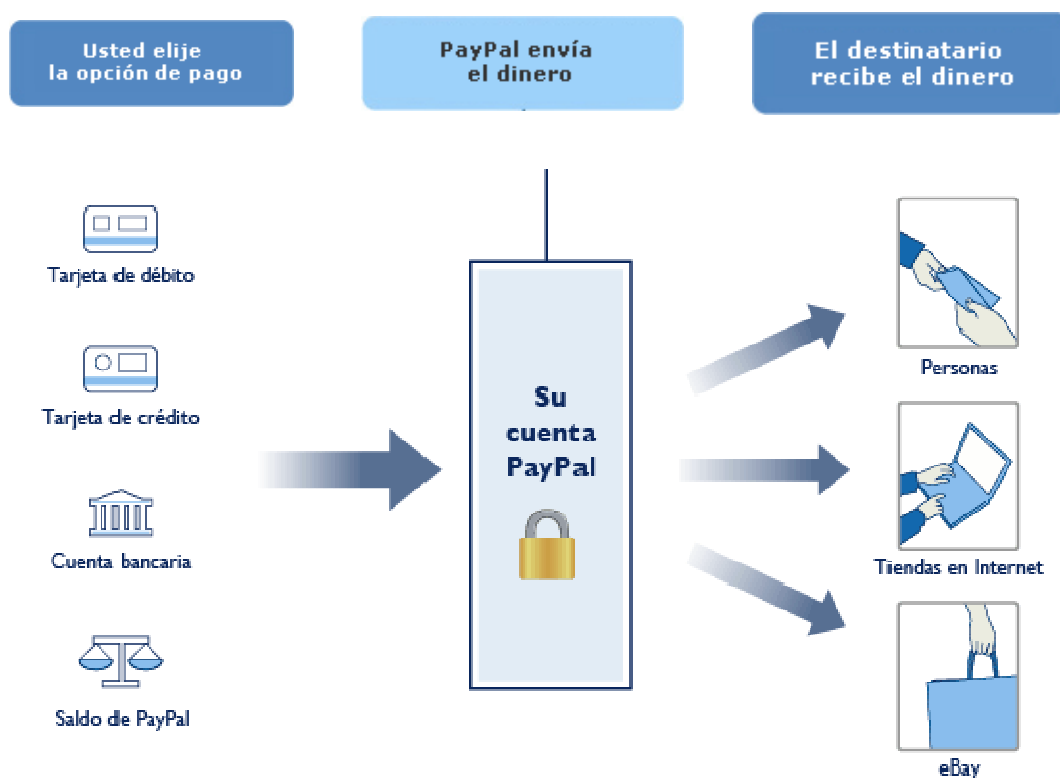 Usted elije
la opción de pago
PayPal envía
el dinero
El destinatario
recibe el dinero
Tarjeta de débito
Tarjeta de crédito
Cuenta bancaria
Saldo de PayPal
Su
cuenta
PayPal
Personas
Tiendas en Internet
eBay